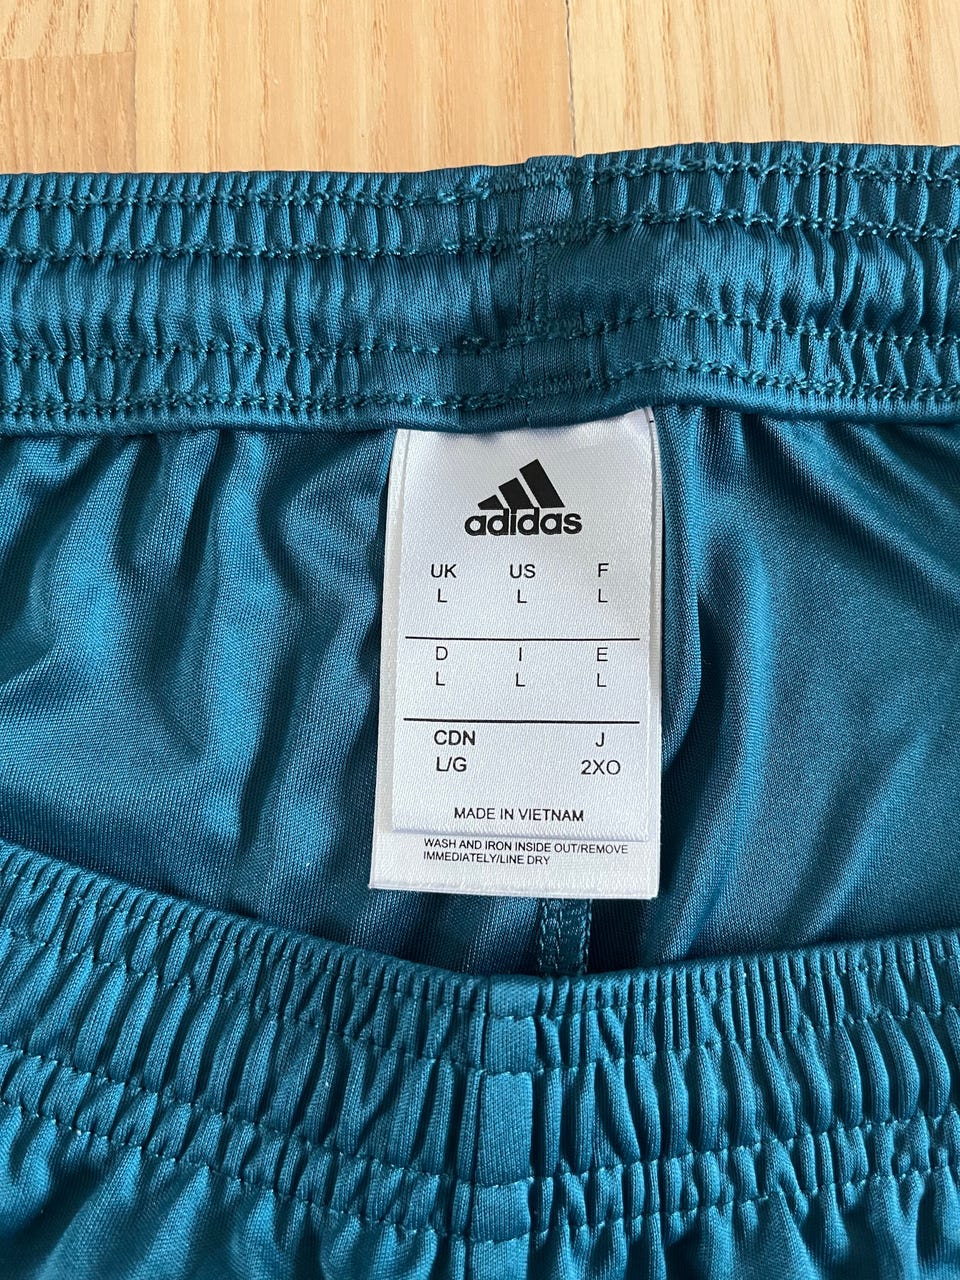 adidas
UK US F
L L L
D I E
L L L
CDN J
L/G 2XO
MADE IN VIETNAM
WASH AND IRON INSIDE OUT/REMOVE
IMMEDIATELY/LINE DRY